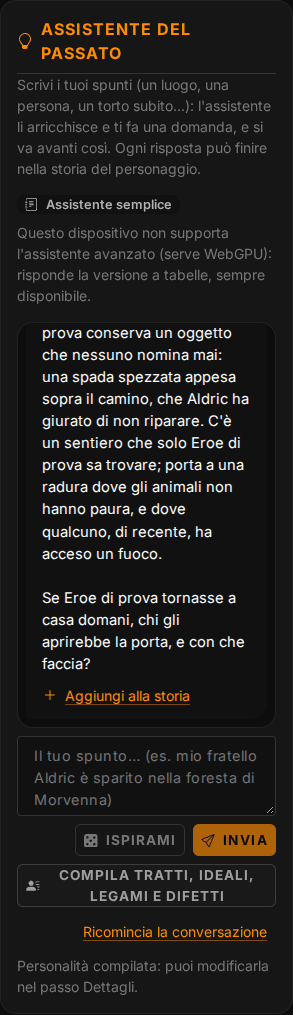 ASSISTENTE DEL
PASSATO
Scrivi i tuoi spunti (un luogo, una
persona, un torto subito...): l'assistente
li arricchisce e ti fa una domanda, e si
va avanti così. Ogni risposta può finire
nella storia del personaggio.
Assistente semplice
Questo dispositivo non supporta
l'assistente avanzato (serve WebGPU):
risponde la versione a tabelle, sempre
disponibile.
prova conserva un oggetto
che nessuno nomina mai:
una spada spezzata appesa
sopra il camino, che Aldric ha
giurato di non riparare. C'è
un sentiero che solo Eroe di
prova sa trovare; porta a una
radura dove gli animali non
hanno paura, e dove
qualcuno, di recente, ha
acceso un fuoco.
Se Eroe di prova tornasse a
casa domani, chi gli
aprirebbe la porta, e con che
faccia?
Aggiungi alla storia
Il tuo spunto... (es. mio fratello
Aldric è sparito nella foresta di
Morvenna)
ISPIRAMI
INVIA
COMPILA TRATTI, IDEALI,
LEGAMI E DIFETTI
Ricomincia la conversazione
Personalità compilata: puoi modificarla
nel passo Dettagli.